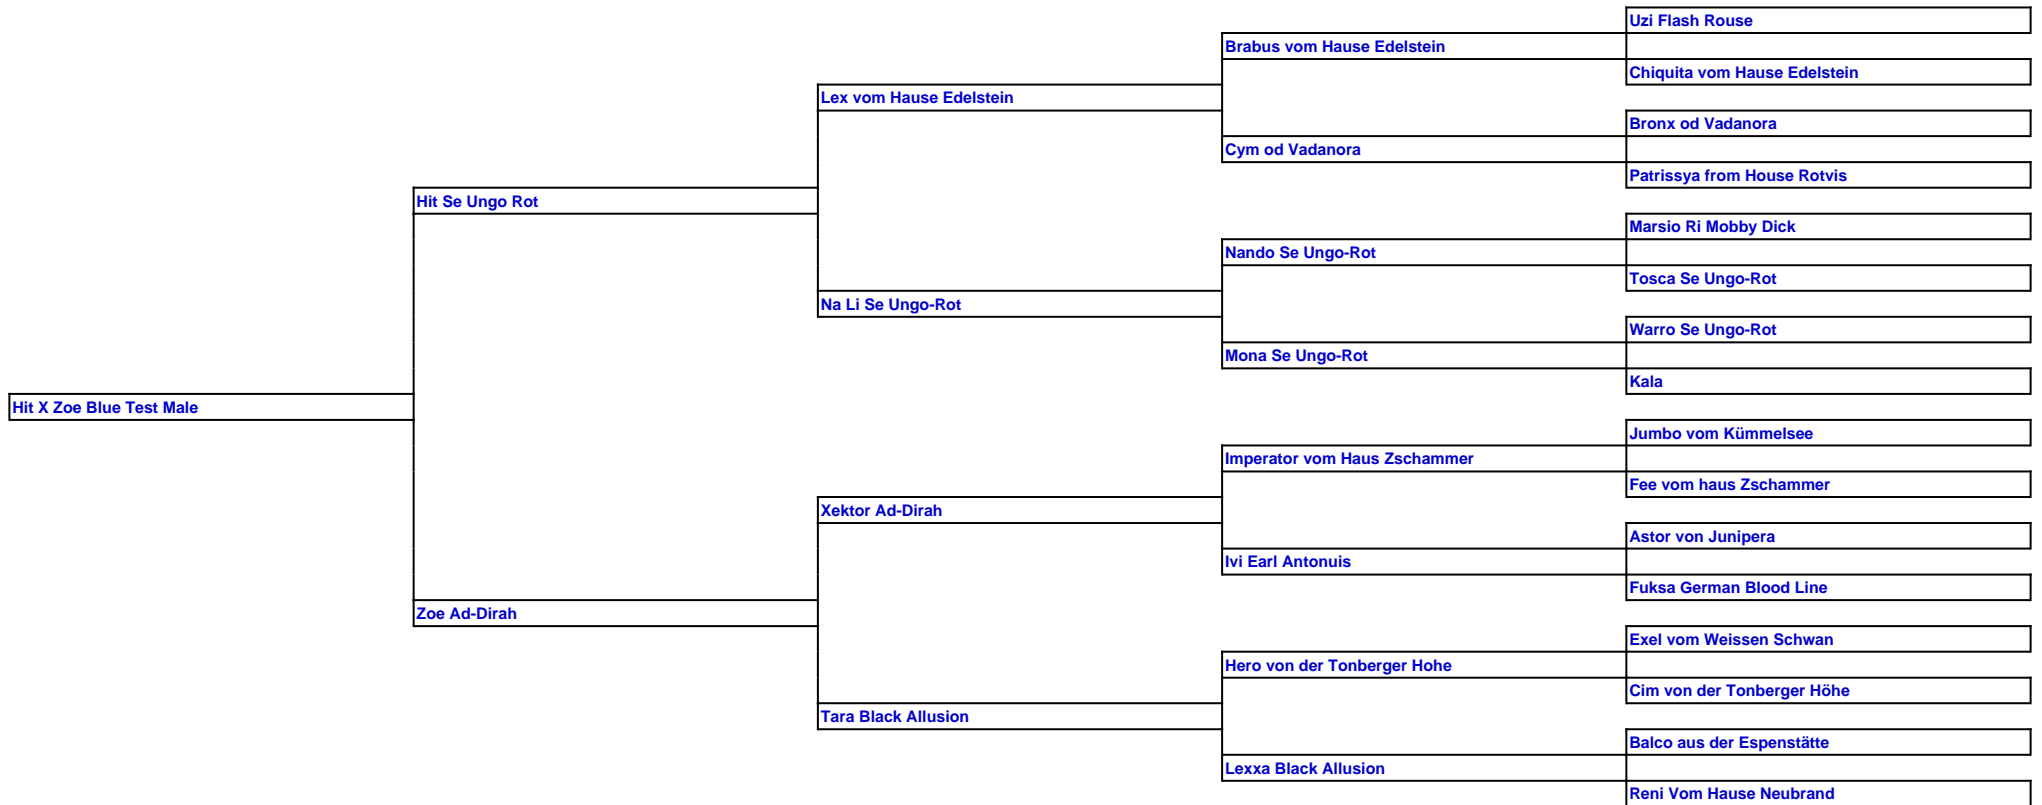 Uzi Flash Rouse
Brabus vom Hause Edelstein
Chiquita vom Hause Edelstein
Lex vom Hause Edelstein
Bronx od Vadanora
Cym od Vadanora
Patrissya from House Rotvis
Hit Se Ungo Rot
Marsio Ri Mobby Dick
Nando Se Ungo-Rot
Tosca Se Ungo-Rot
Na Li Se Ungo-Rot
Warro Se Ungo-Rot
Mona Se Ungo-Rot
Kala
Hit X Zoe Blue Test Male
Jumbo vom Kümmelsee
Imperator vom Haus Zschammer
Fee vom haus Zschammer
Xektor Ad-Dirah
Astor von Junipera
Ivi Earl Antonuis
Fuksa German Blood Line
Zoe Ad-Dirah
Exel vom Weissen Schwan
Hero von der Tonberger Hohe
Cim von der Tonberger Höhe
Tara Black Allusion
Balco aus der Espenstätte
Lexxa Black Allusion
Reni Vom Hause Neubrand